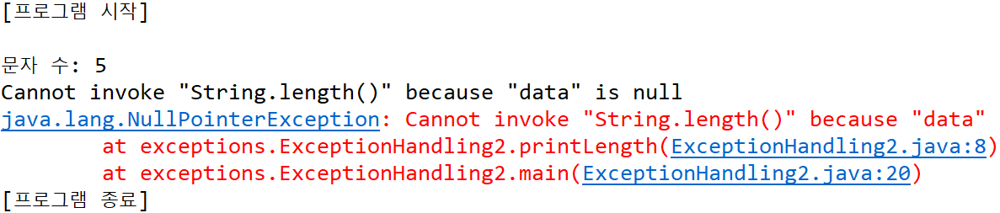 [프로그램 시작]
문자 수: 5
Cannot invoke "String.length()" because "data" is null
java.lang.NullPointerException: Cannot invoke "String.length()" because "data"
at exceptions.ExceptionHandling2.printLength(ExceptionHandling2.java:8)
at exceptions.ExceptionHandling2.main(ExceptionHandling2.java:20)
[프로그램 종료]